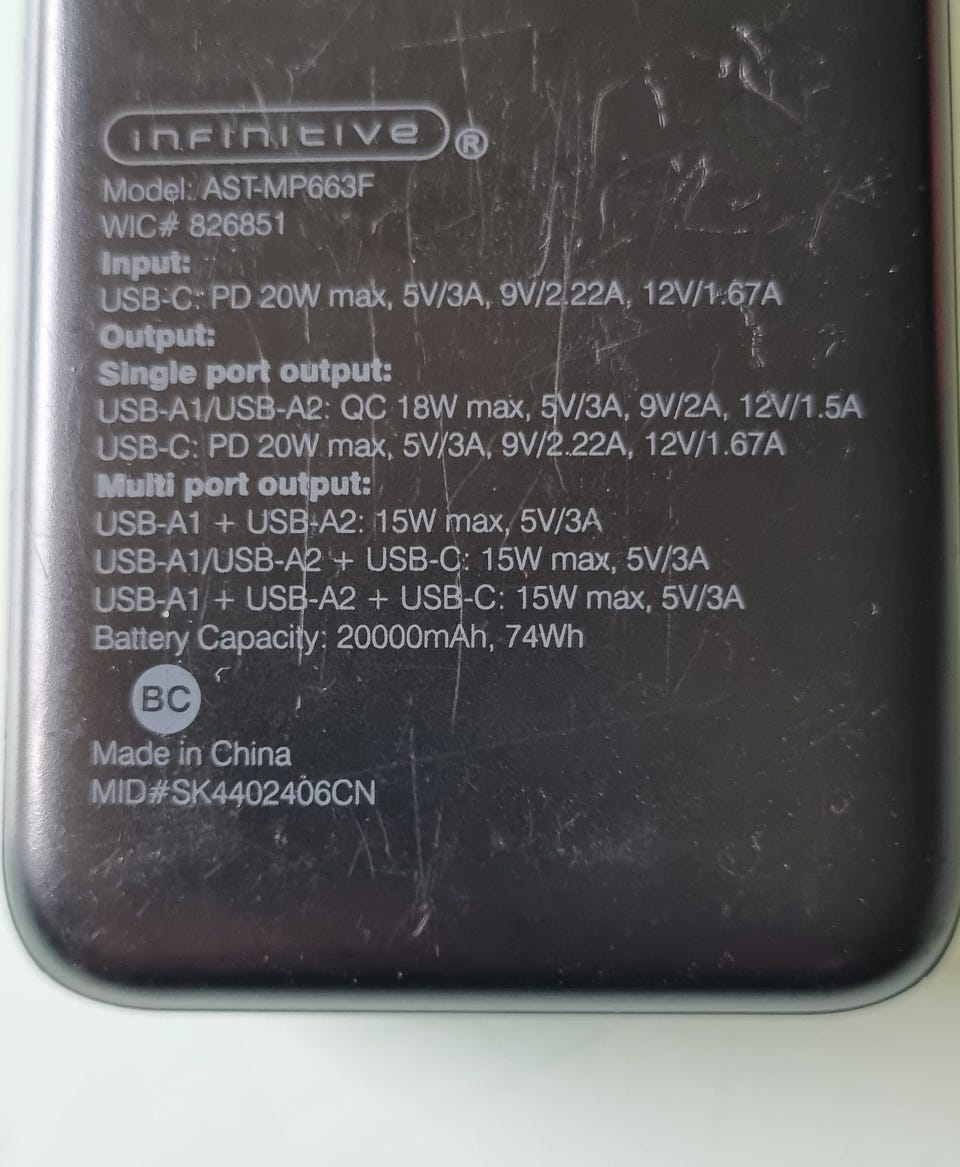 infinitive®
Model: AST-MP663F
WIC# 826851
Input:
USB-C: PD 20W max, 5V/3A, 9V/2.22A, 12V/1.67A
Output:
Single port output:
USB-A1/USB-A2: QC 18W max, 5V/3A, 9V/2A, 12V/1.5A
USB-C: PD 20W max, 5V/3A, 9V/2.22A, 12V/1.67A
Multi port output:
USB-A1 + USB-A2: 15W max, 5V/3A
USB-A1/USB-A2 + USB-C: 15W max, 5V/3A
USB-A1 + USB-A2 + USB-C: 15W max, 5V/3A
Battery Capacity: 20000mAh, 74Wh
BC
Made in China
MID#SK4402406CN